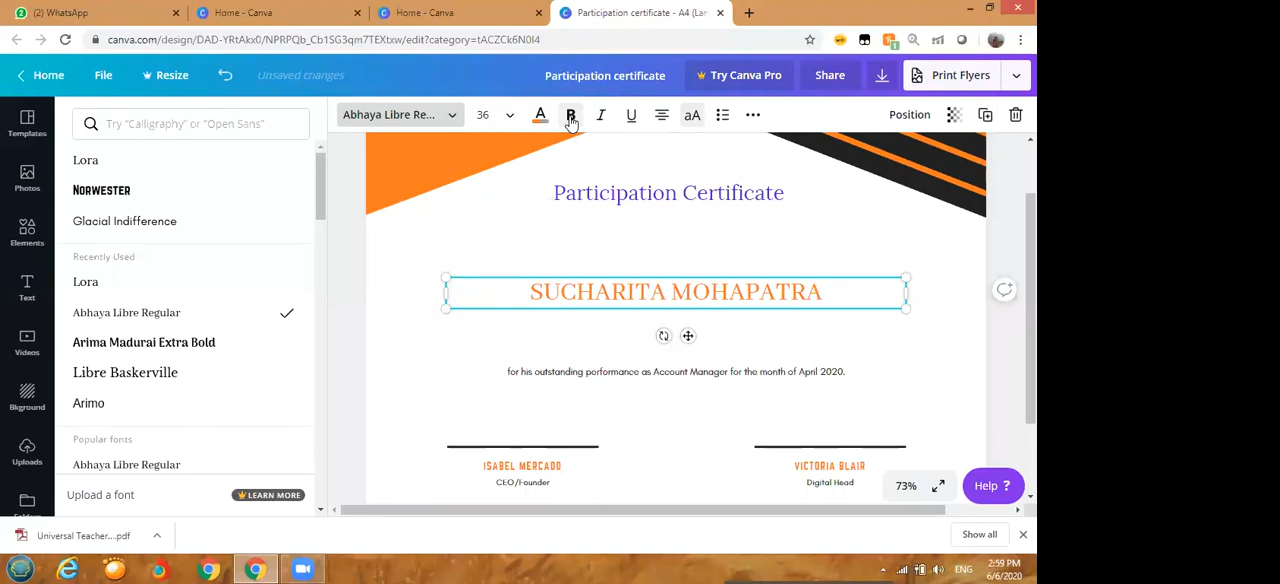 (2) WhatsApp
Home - Canva
Home - Canva
Participation certificate - A4 (Lan
canva.com/design/DAD-YRtAkx0/NPRPQb_Cb1SG3qm7TEXtxw/edit?category=tACZCk6N0I4
Home
File
Resize
Unsaved changes
Participation certificate
Try Canva Pro
Share
Print Flyers
Templates
Photos
Elements
Text
Videos
Bkground
Uploads
Try "Calligraphy" or "Open Sans"
Lora
NORWESTER
Glacial Indifference
Recently Used
Lora
Abhaya Libre Regular
Arima Madurai Extra Bold
Libre Baskerville
Arimo
Popular fonts
Abhaya Libre Regular
Upload a font
LEARN MORE
Abhaya Libre Re...
36
A
B
I
U
aA
Position
Participation Certificate
SUCHARITA MOHAPATRA
for his outstanding performance as Account Manager for the month of April 2020.
ISABEL MERCADO
CEO/Founder
VICTORIA BLAIR
Digital Head
73%
Help ?
Universal Teacher....pdf
Show all
ENG
2:59 PM
6/6/2020